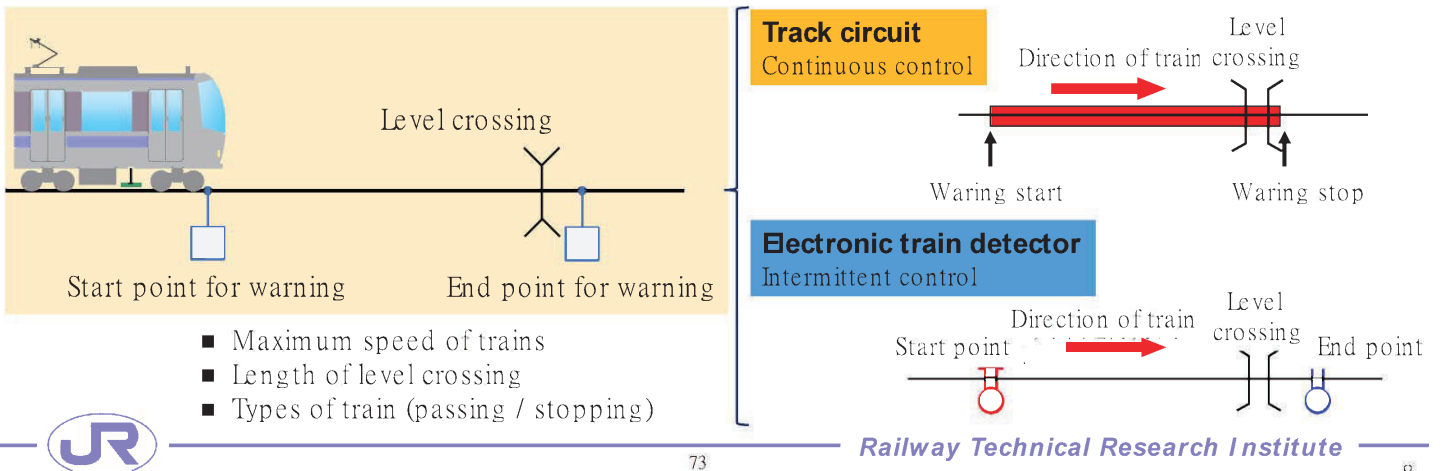 Level crossing
Start point for warning
End point for warning
■ Maximum speed of trains
■ Length of level crossing
■ Types of train (passing / stopping)
Track circuit
Continuous control
Level
Direction of train crossing
Waring start
Waring stop
Electronic train detector
Intermittent control
Level
crossing
Direction of train
Start point
End point
JR
Railway Technical Research Institute
73